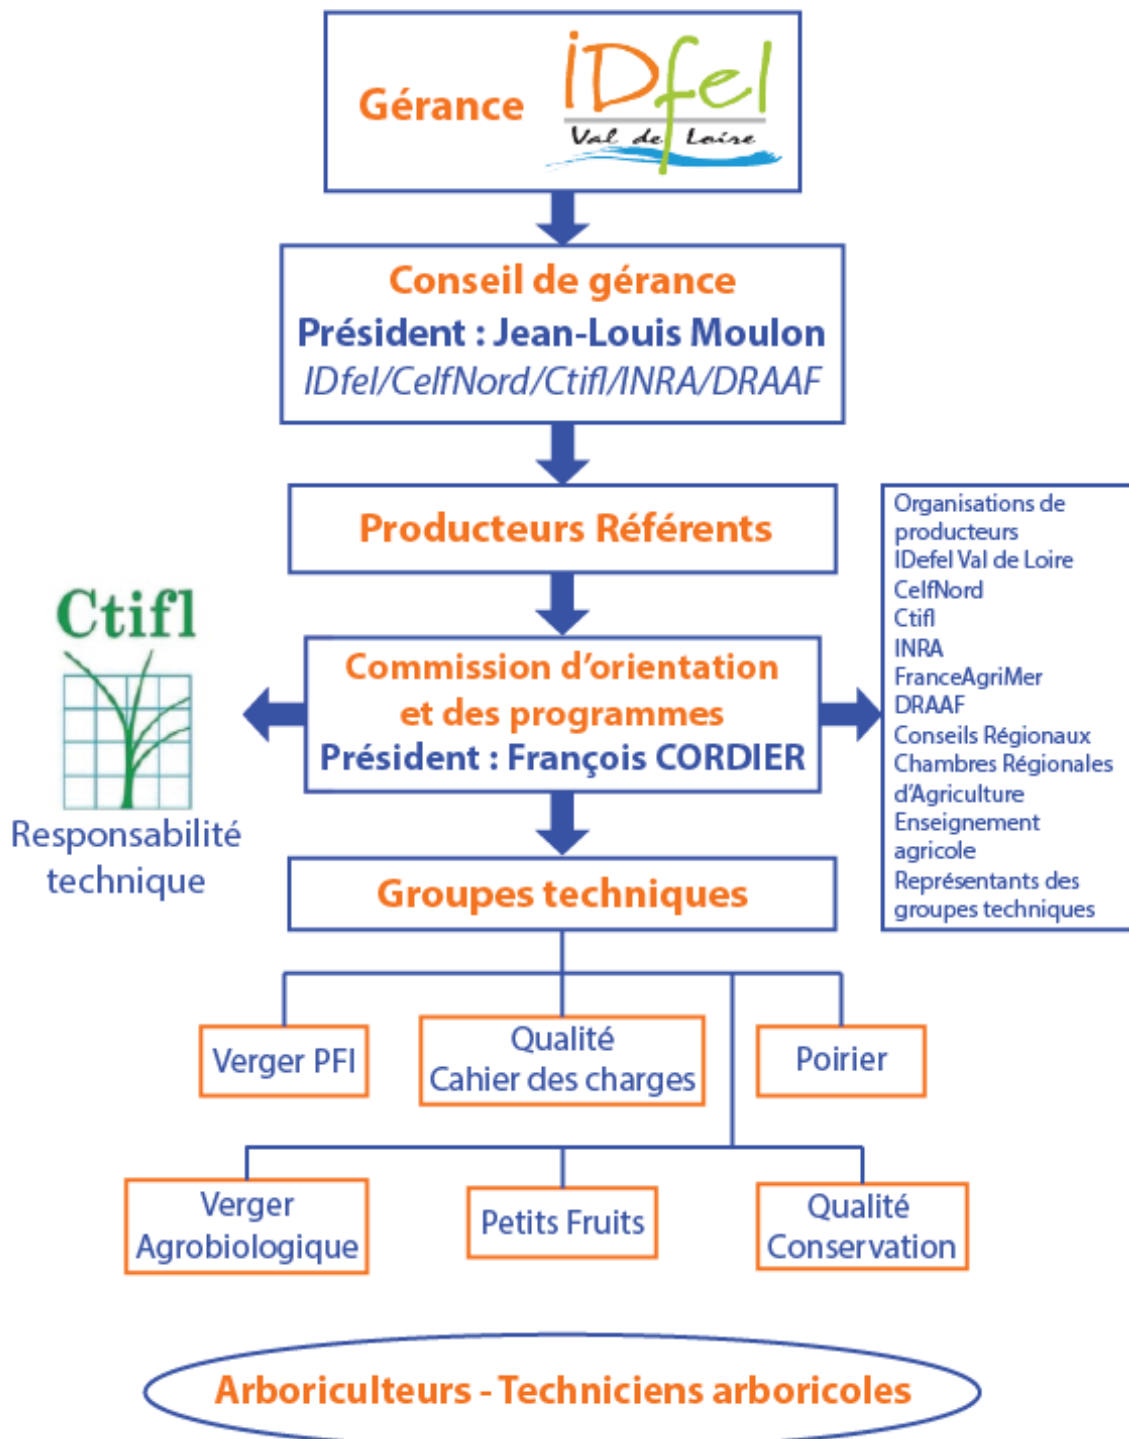 Gérance
iDfel
Val de Loire
Conseil de gérance
Président : Jean-Louis Moulon
IDfel/CelfNord/Ctifl/INRA/DRAAF
Producteurs Référents
Organisations de
producteurs
IDefel Val de Loire
CelfNord
Ctifl
INRA
FranceAgriMer
DRAAF
Conseils Régionaux
Chambres Régionales
d'Agriculture
Enseignement
agricole
Représentants des
groupes techniques
Ctifl
Responsabilité
technique
Commission d'orientation
et des programmes
Président : François CORDIER
Groupes techniques
Verger PFI
Qualité
Cahier des charges
Poirier
Verger
Agrobiologique
Petits Fruits
Qualité
Conservation
Arboriculteurs - Techniciens arboricoles